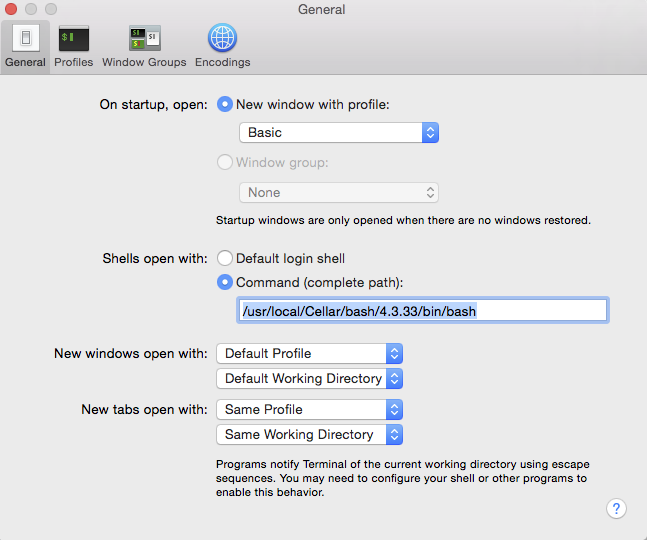 General
General Profiles Window Groups Encodings
On startup, open: New window with profile:
Basic
Window group:
None
Startup windows are only opened when there are no windows restored.
Shells open with: Default login shell
Command (complete path):
/usr/local/Cellar/bash/4.3.33/bin/bash
New windows open with: Default Profile
Default Working Directory
New tabs open with: Same Profile
Same Working Directory
Programs notify Terminal of the current working directory using escape
sequences. You may need to configure your shell or other programs to
enable this behavior.
?